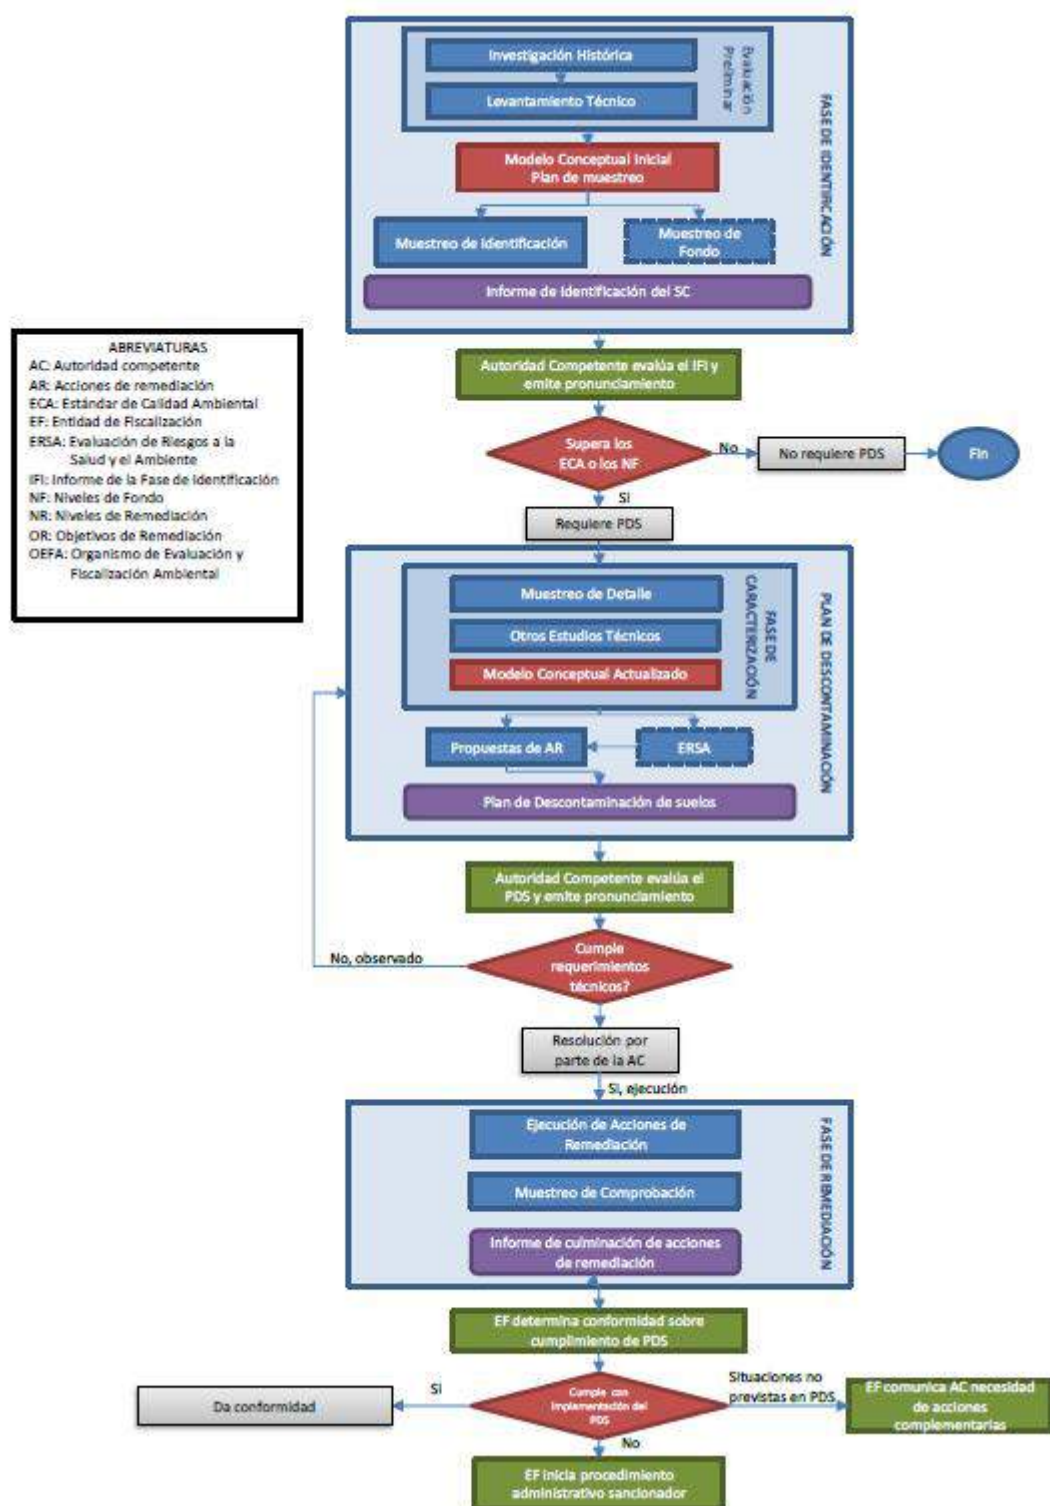 Investigación Histórica
Levantamiento Técnico
Evaluación
Preliminar
Modelo Conceptual Inicial
Plan de muestreo
Muestreo de Identificación
Muestreo de
Fondo
Informe de Identificación del SC
FASE DE IDENTIFICACIÓN
ABREVIATURAS
AC: Autoridad competente
AR: Acciones de remediación
ECA: Estándar de Calidad Ambiental
EF: Entidad de Fiscalización
ERSA: Evaluación de Riesgos a la
Salud y el Ambiente
IFI: Informe de la Fase de Identificación
NF: Niveles de Fondo
NR: Niveles de Remediación
OR: Objetivos de Remediación
OEFA: Organismo de Evaluación y
Fiscalización Ambiental
Autoridad Competente evalúa el IFI y
emite pronunciamiento
Supera los
ECA o los NF
No
No requiere PDS
Fin
Si
Requiere PDS
Muestreo de Detalle
Otros Estudios Técnicos
Modelo Conceptual Actualizado
FASE DE
CARACTERIZACIÓN
Propuestas de AR
ERSA
Plan de Descontaminación de suelos
PLAN DE DESCONTAMINACIÓN
Autoridad Competente evalúa el
PDS y emite pronunciamiento
No, observado
Cumple
requerimientos
técnicos?
Resolución por
parte de la AC
Si, ejecución
Ejecución de Acciones de
Remediación
Muestreo de Comprobación
Informe de culminación de acciones
de remediación
FASE DE REMEDIACIÓN
EF determina conformidad sobre
cumplimiento de PDS
Si
Da conformidad
Cumple con
implementación del
PDS
Situaciones no
previstas en PDS
EF comunica AC necesidad
de acciones
complementarias
No
EF inicia procedimiento
administrativo sancionador